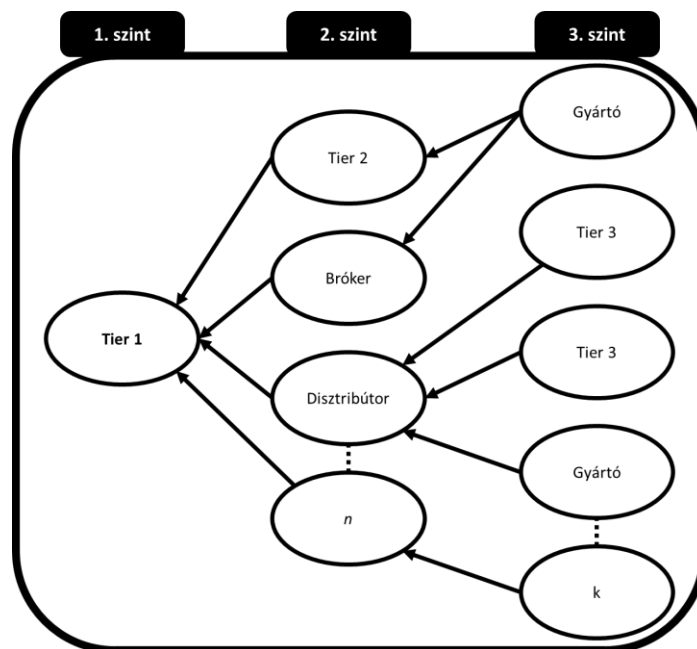 1. szint
2. szint
3. szint
Gyártó
Tier 2
Tier 3
Bróker
Tier 1
Tier 3
Disztribútor
Gyártó
n
k